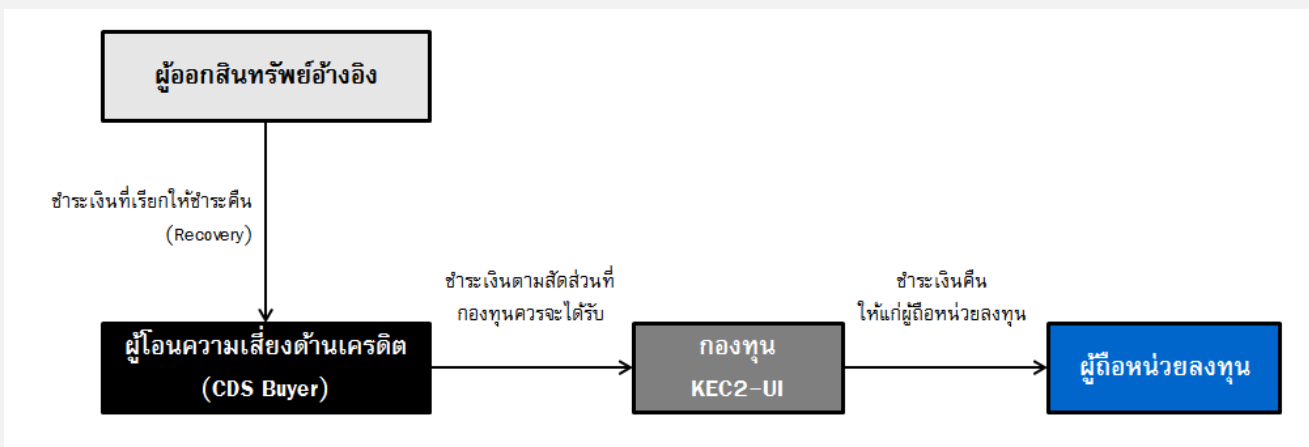 ผู้ออกสินทรัพย์อ้างอิง
ชำระเงินที่เรียกให้ชำระคืน
(Recovery)
ชำระเงินตามสัดส่วนที่
กองทุนควรจะได้รับ
ชำระเงินคืน
ให้แก่ผู้ถือหน่วยลงทุน
ผู้โอนความเสี่ยงด้านเครดิต
(CDS Buyer)
กองทุน
KEC2-UI
ผู้ถือหน่วยลงทุน